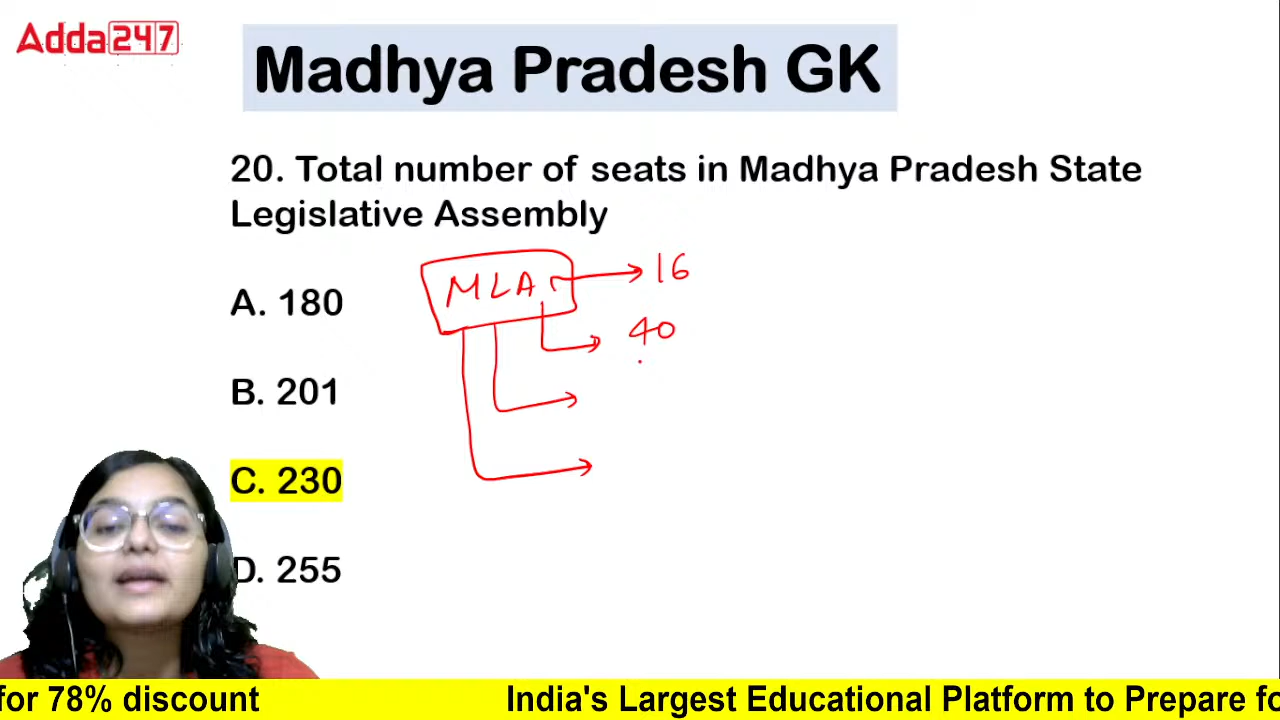 Adda247
Madhya Pradesh GK
20. Total number of seats in Madhya Pradesh State
Legislative Assembly
MLA
16
A. 180
40
B. 201
C. 230
D. 255
for 78% discount
India's Largest Educational Platform to Prepare fo